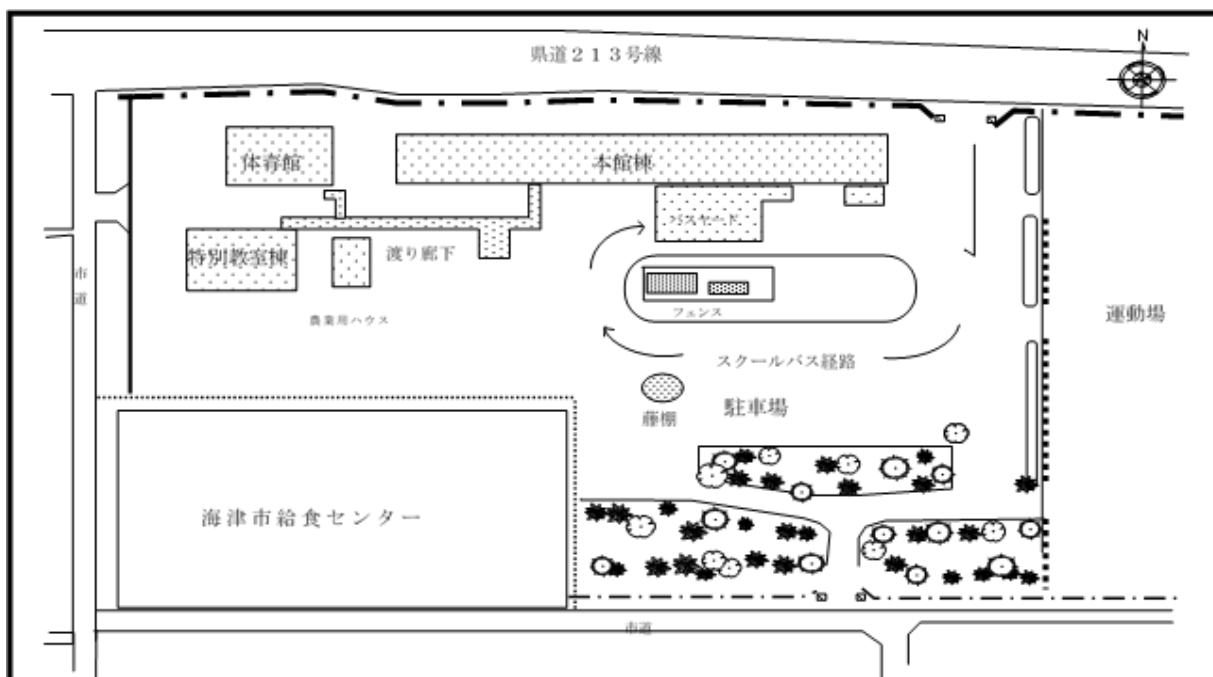 県道２１３号線
N
体育館
本館棟
バスヤード
特別教室棟
渡り廊下
市道
農業用ハウス
フェンス
運動場
スクールバス経路
藤棚
駐車場
海津市給食センター
市道